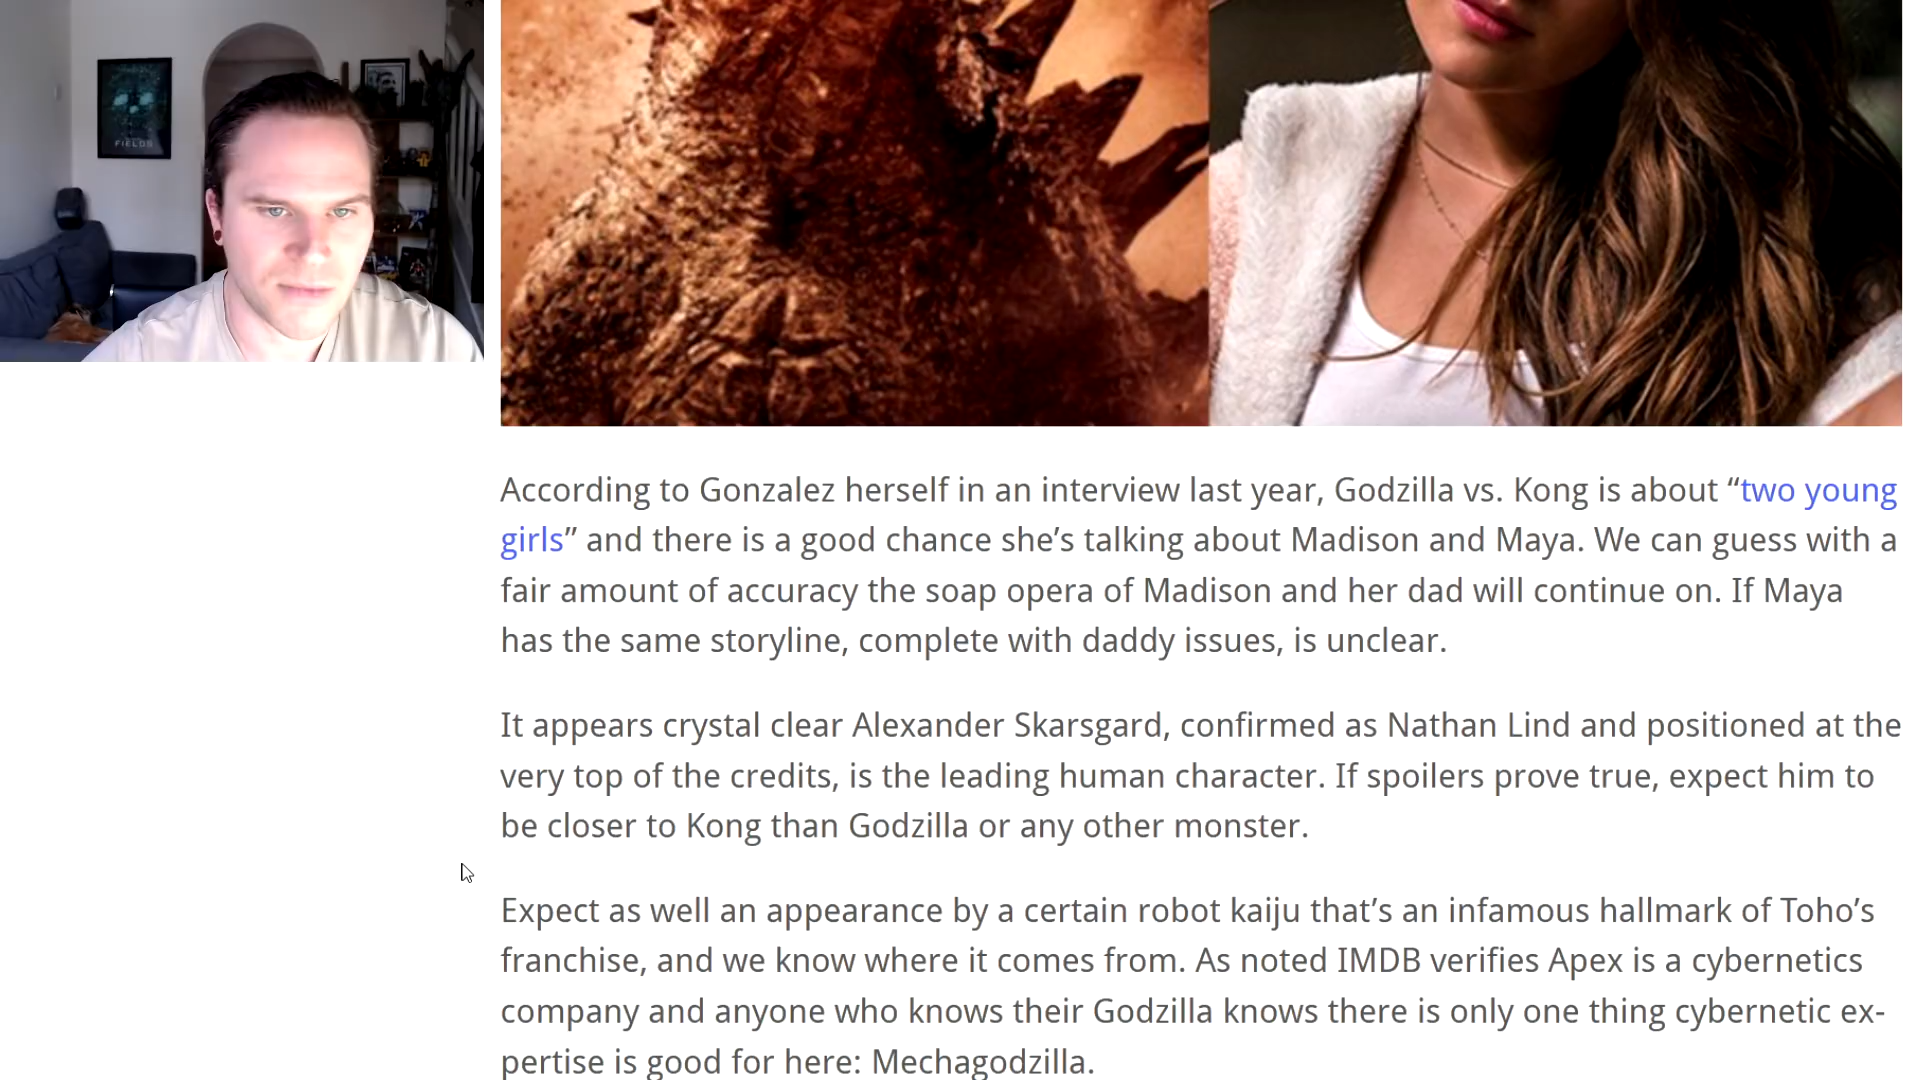 FIELDS
According to Gonzalez herself in an interview last year, Godzilla vs. Kong is about “two young
girls” and there is a good chance she’s talking about Madison and Maya. We can guess with a
fair amount of accuracy the soap opera of Madison and her dad will continue on. If Maya
has the same storyline, complete with daddy issues, is unclear.
It appears crystal clear Alexander Skarsgard, confirmed as Nathan Lind and positioned at the
very top of the credits, is the leading human character. If spoilers prove true, expect him to
be closer to Kong than Godzilla or any other monster.
Expect as well an appearance by a certain robot kaiju that’s an infamous hallmark of Toho’s
franchise, and we know where it comes from. As noted IMDB verifies Apex is a cybernetics
company and anyone who knows their Godzilla knows there is only one thing cybernetic ex-
pertise is good for here: Mechagodzilla.